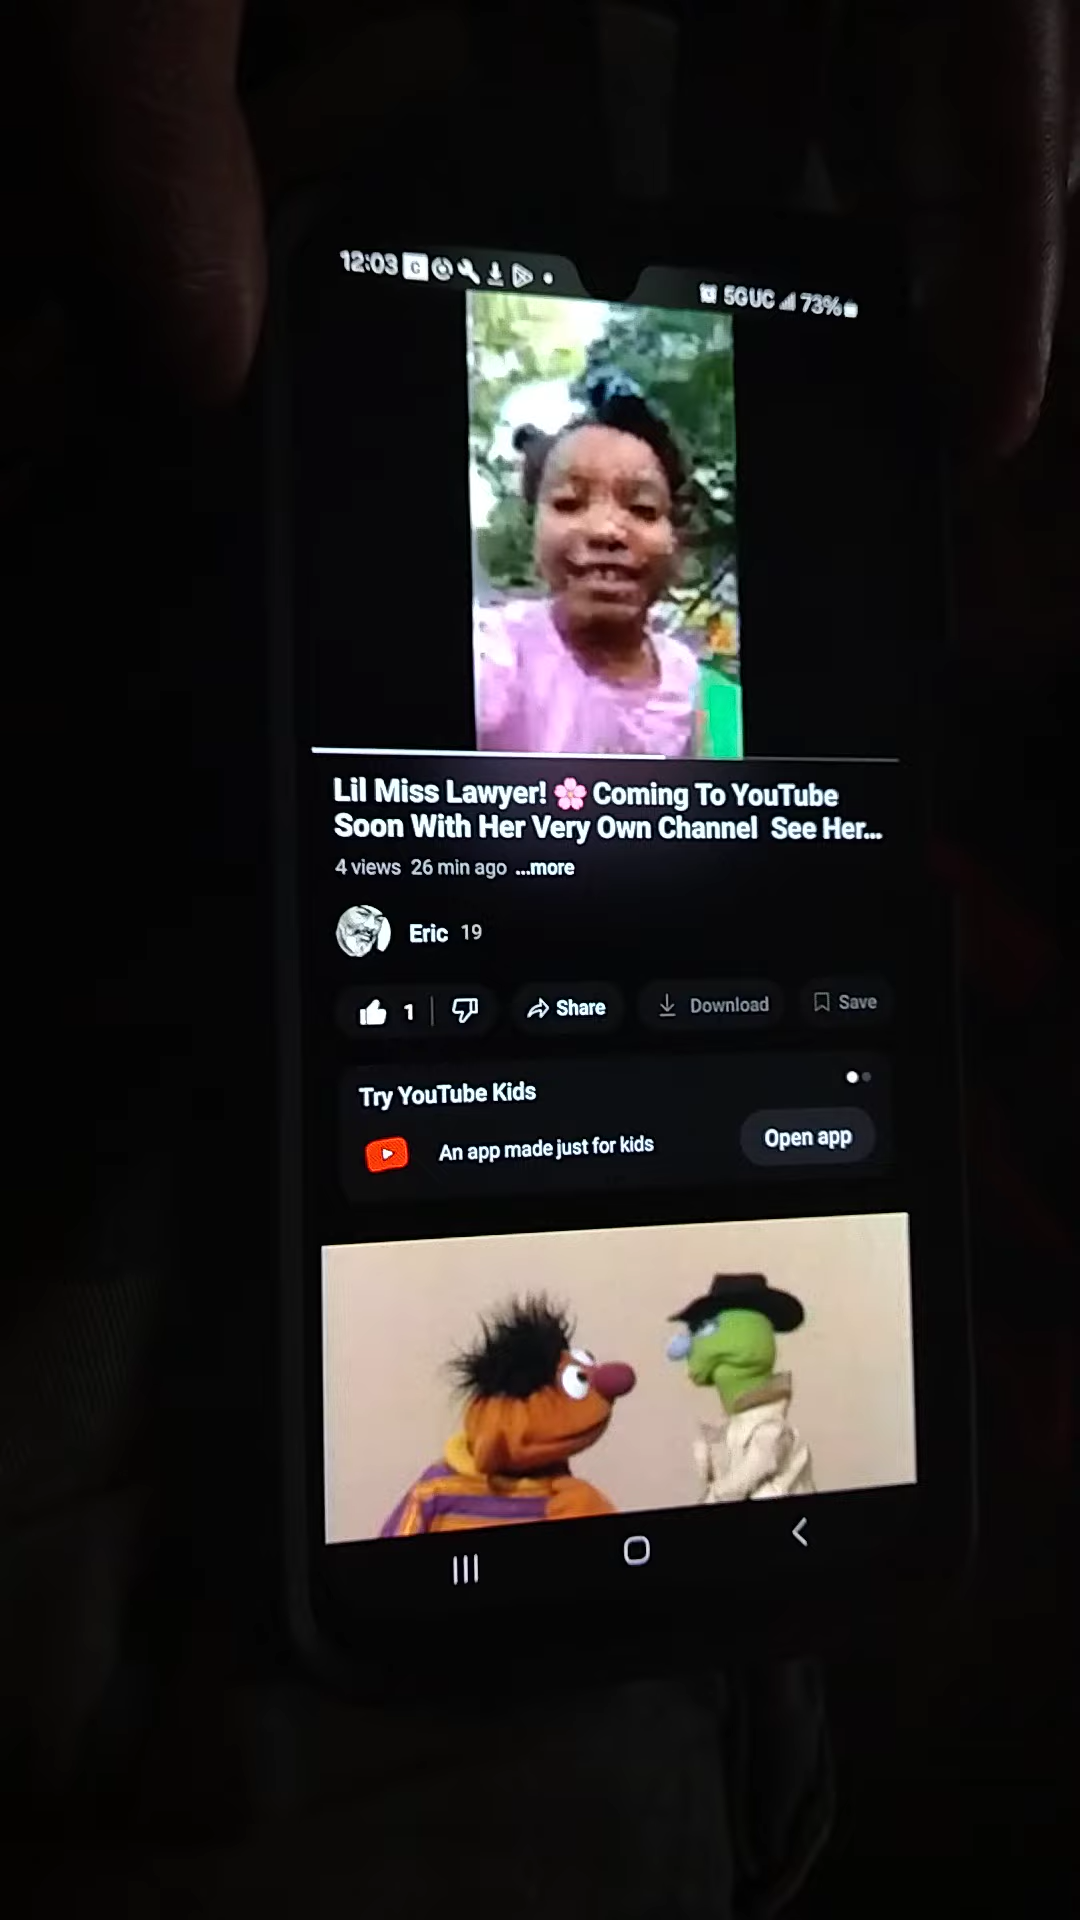 12:03
5GUC 73%
Lil Miss Lawyer! 🌸 Coming To YouTube
Soon With Her Very Own Channel See Her...
4 views 26 min ago ...more
Eric 19
1 Share Download Save
Try YouTube Kids
An app made just for kids
Open app